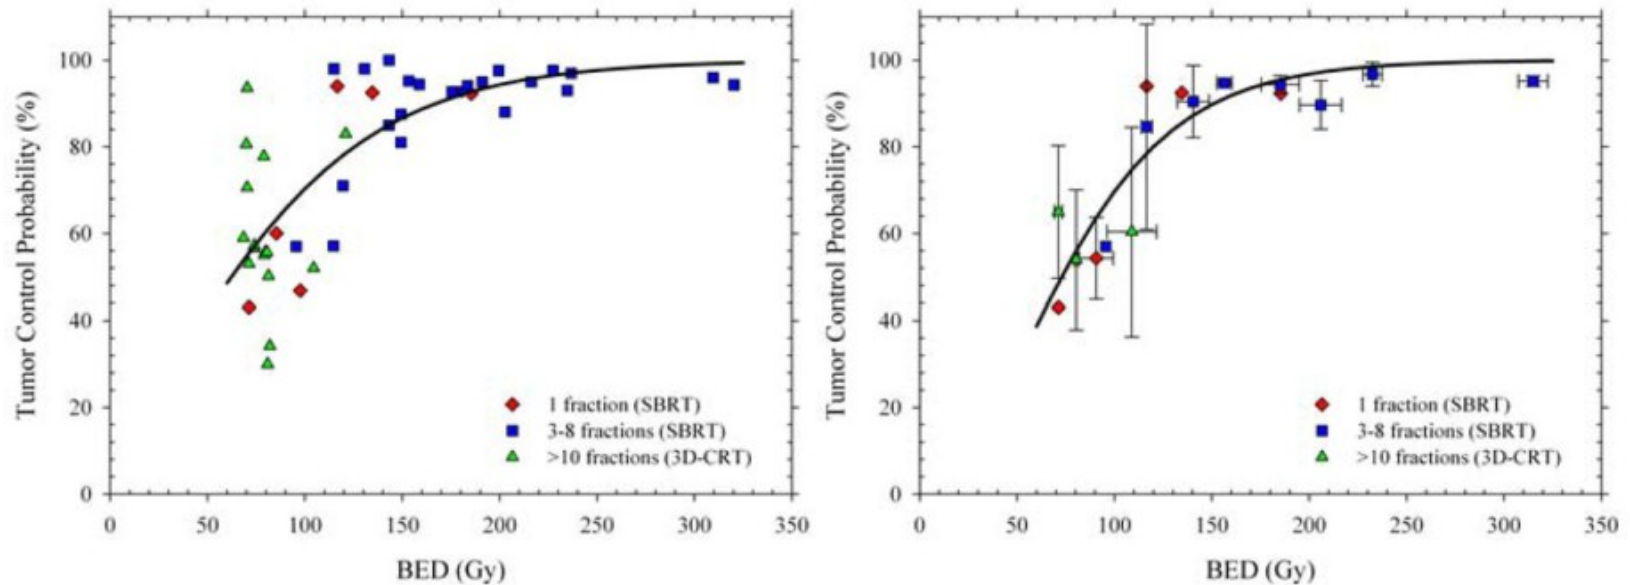 Tumor Control Probability (%)
100
80
60
40
20
0
1 fraction (SBRT)
3-8 fractions (SBRT)
>10 fractions (3D-CRT)
0 50 100 150 200 250 300 350
BED (Gy)
Tumor Control Probability (%)
100
80
60
40
20
0
1 fraction (SBRT)
3-8 fractions (SBRT)
>10 fractions (3D-CRT)
0 50 100 150 200 250 300 350
BED (Gy)